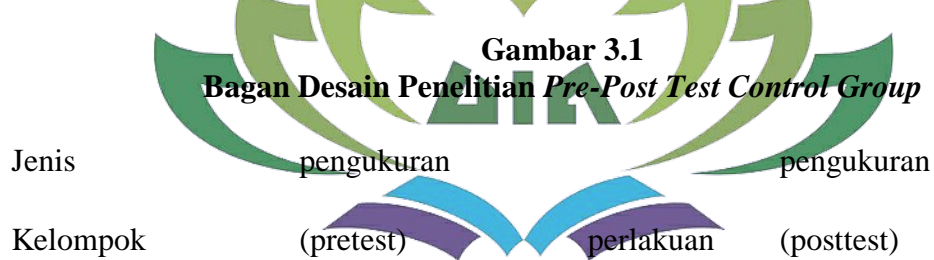 Gambar 3.1
Bagan Desain Penelitian Pre-Post Test Control Group
Jenis pengukuran pengukuran
Kelompok (pretest) perlakuan (posttest)